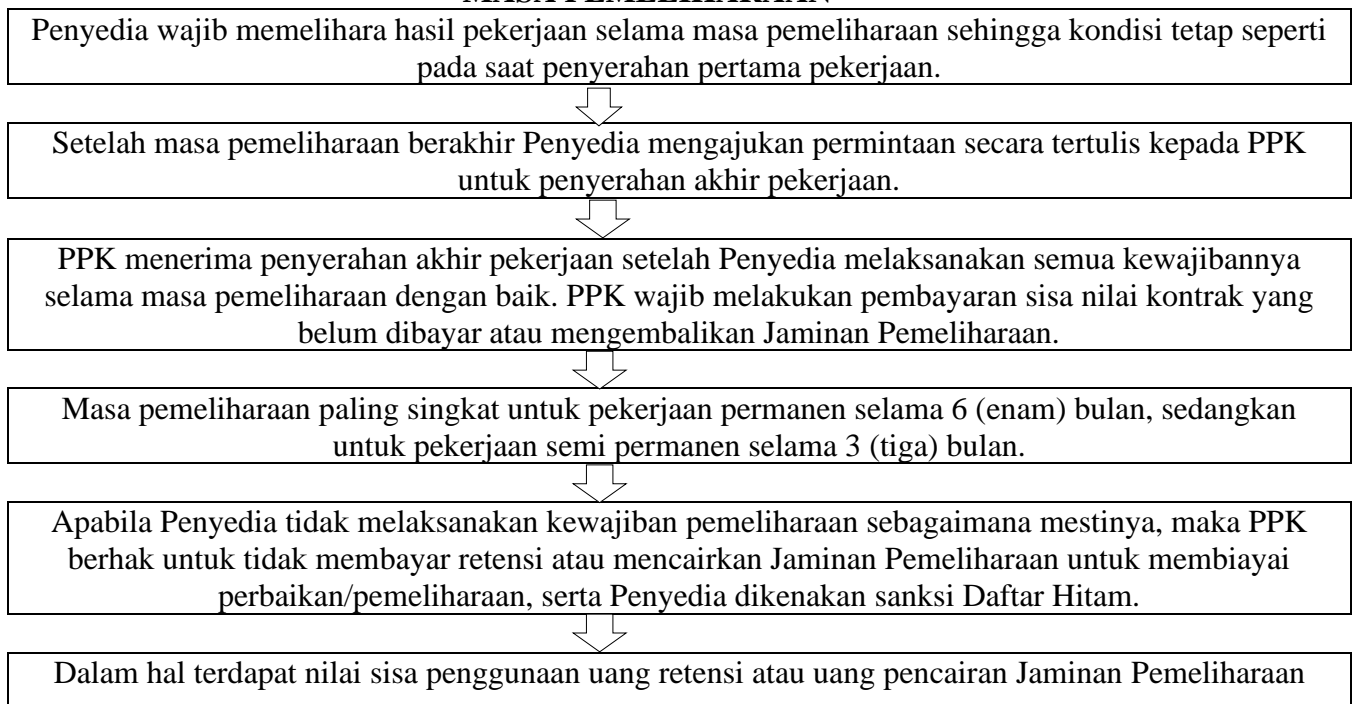 MASA PEMELIHARAAN
Penyedia wajib memelihara hasil pekerjaan selama masa pemeliharaan sehingga kondisi tetap seperti
pada saat penyerahan pertama pekerjaan.
Setelah masa pemeliharaan berakhir Penyedia mengajukan permintaan secara tertulis kepada PPK
untuk penyerahan akhir pekerjaan.
PPK menerima penyerahan akhir pekerjaan setelah Penyedia melaksanakan semua kewajibannya
selama masa pemeliharaan dengan baik. PPK wajib melakukan pembayaran sisa nilai kontrak yang
belum dibayar atau mengembalikan Jaminan Pemeliharaan.
Masa pemeliharaan paling singkat untuk pekerjaan permanen selama 6 (enam) bulan, sedangkan
untuk pekerjaan semi permanen selama 3 (tiga) bulan.
Apabila Penyedia tidak melaksanakan kewajiban pemeliharaan sebagaimana mestinya, maka PPK
berhak untuk tidak membayar retensi atau mencairkan Jaminan Pemeliharaan untuk membiayai
perbaikan/pemeliharaan, serta Penyedia dikenakan sanksi Daftar Hitam.
Dalam hal terdapat nilai sisa penggunaan uang retensi atau uang pencairan Jaminan Pemeliharaan